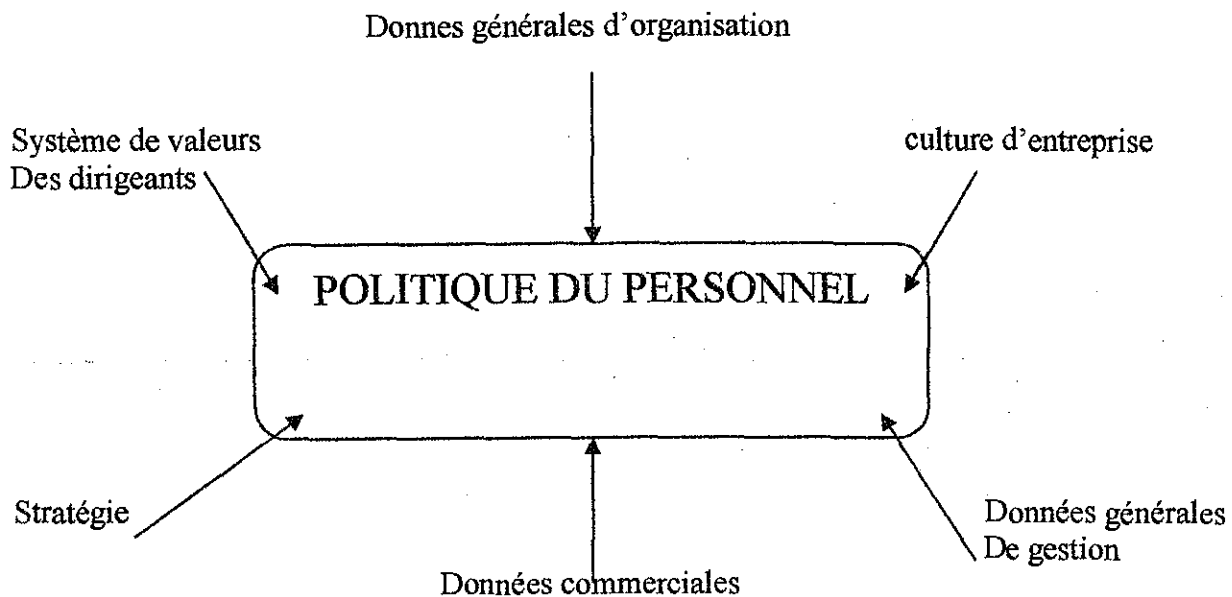 Donnes générales d'organisation
Système de valeurs
Des dirigeants
culture d'entreprise
POLITIQUE DU PERSONNEL
Stratégie
Données générales
De gestion
Données commerciales